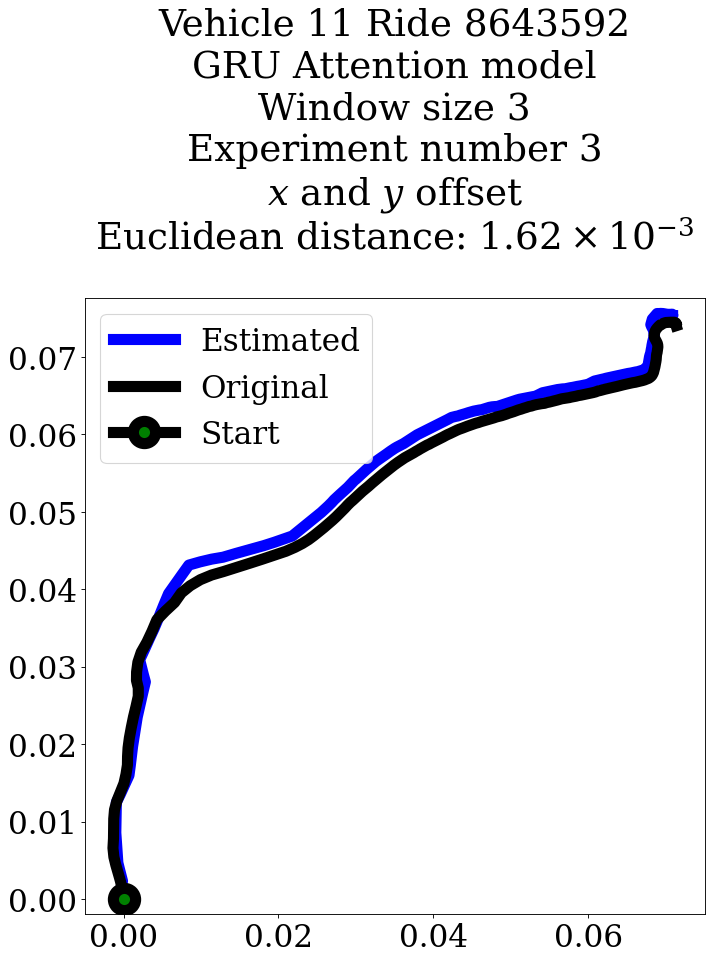 Vehicle 11 Ride 8643592
GRU Attention model
Window size 3
Experiment number 3
x and y offset
Euclidean distance: 1.62 × 10⁻³
Estimated
Original
Start
0.07
0.06
0.05
0.04
0.03
0.02
0.01
0.00
0.00 0.02 0.04 0.06